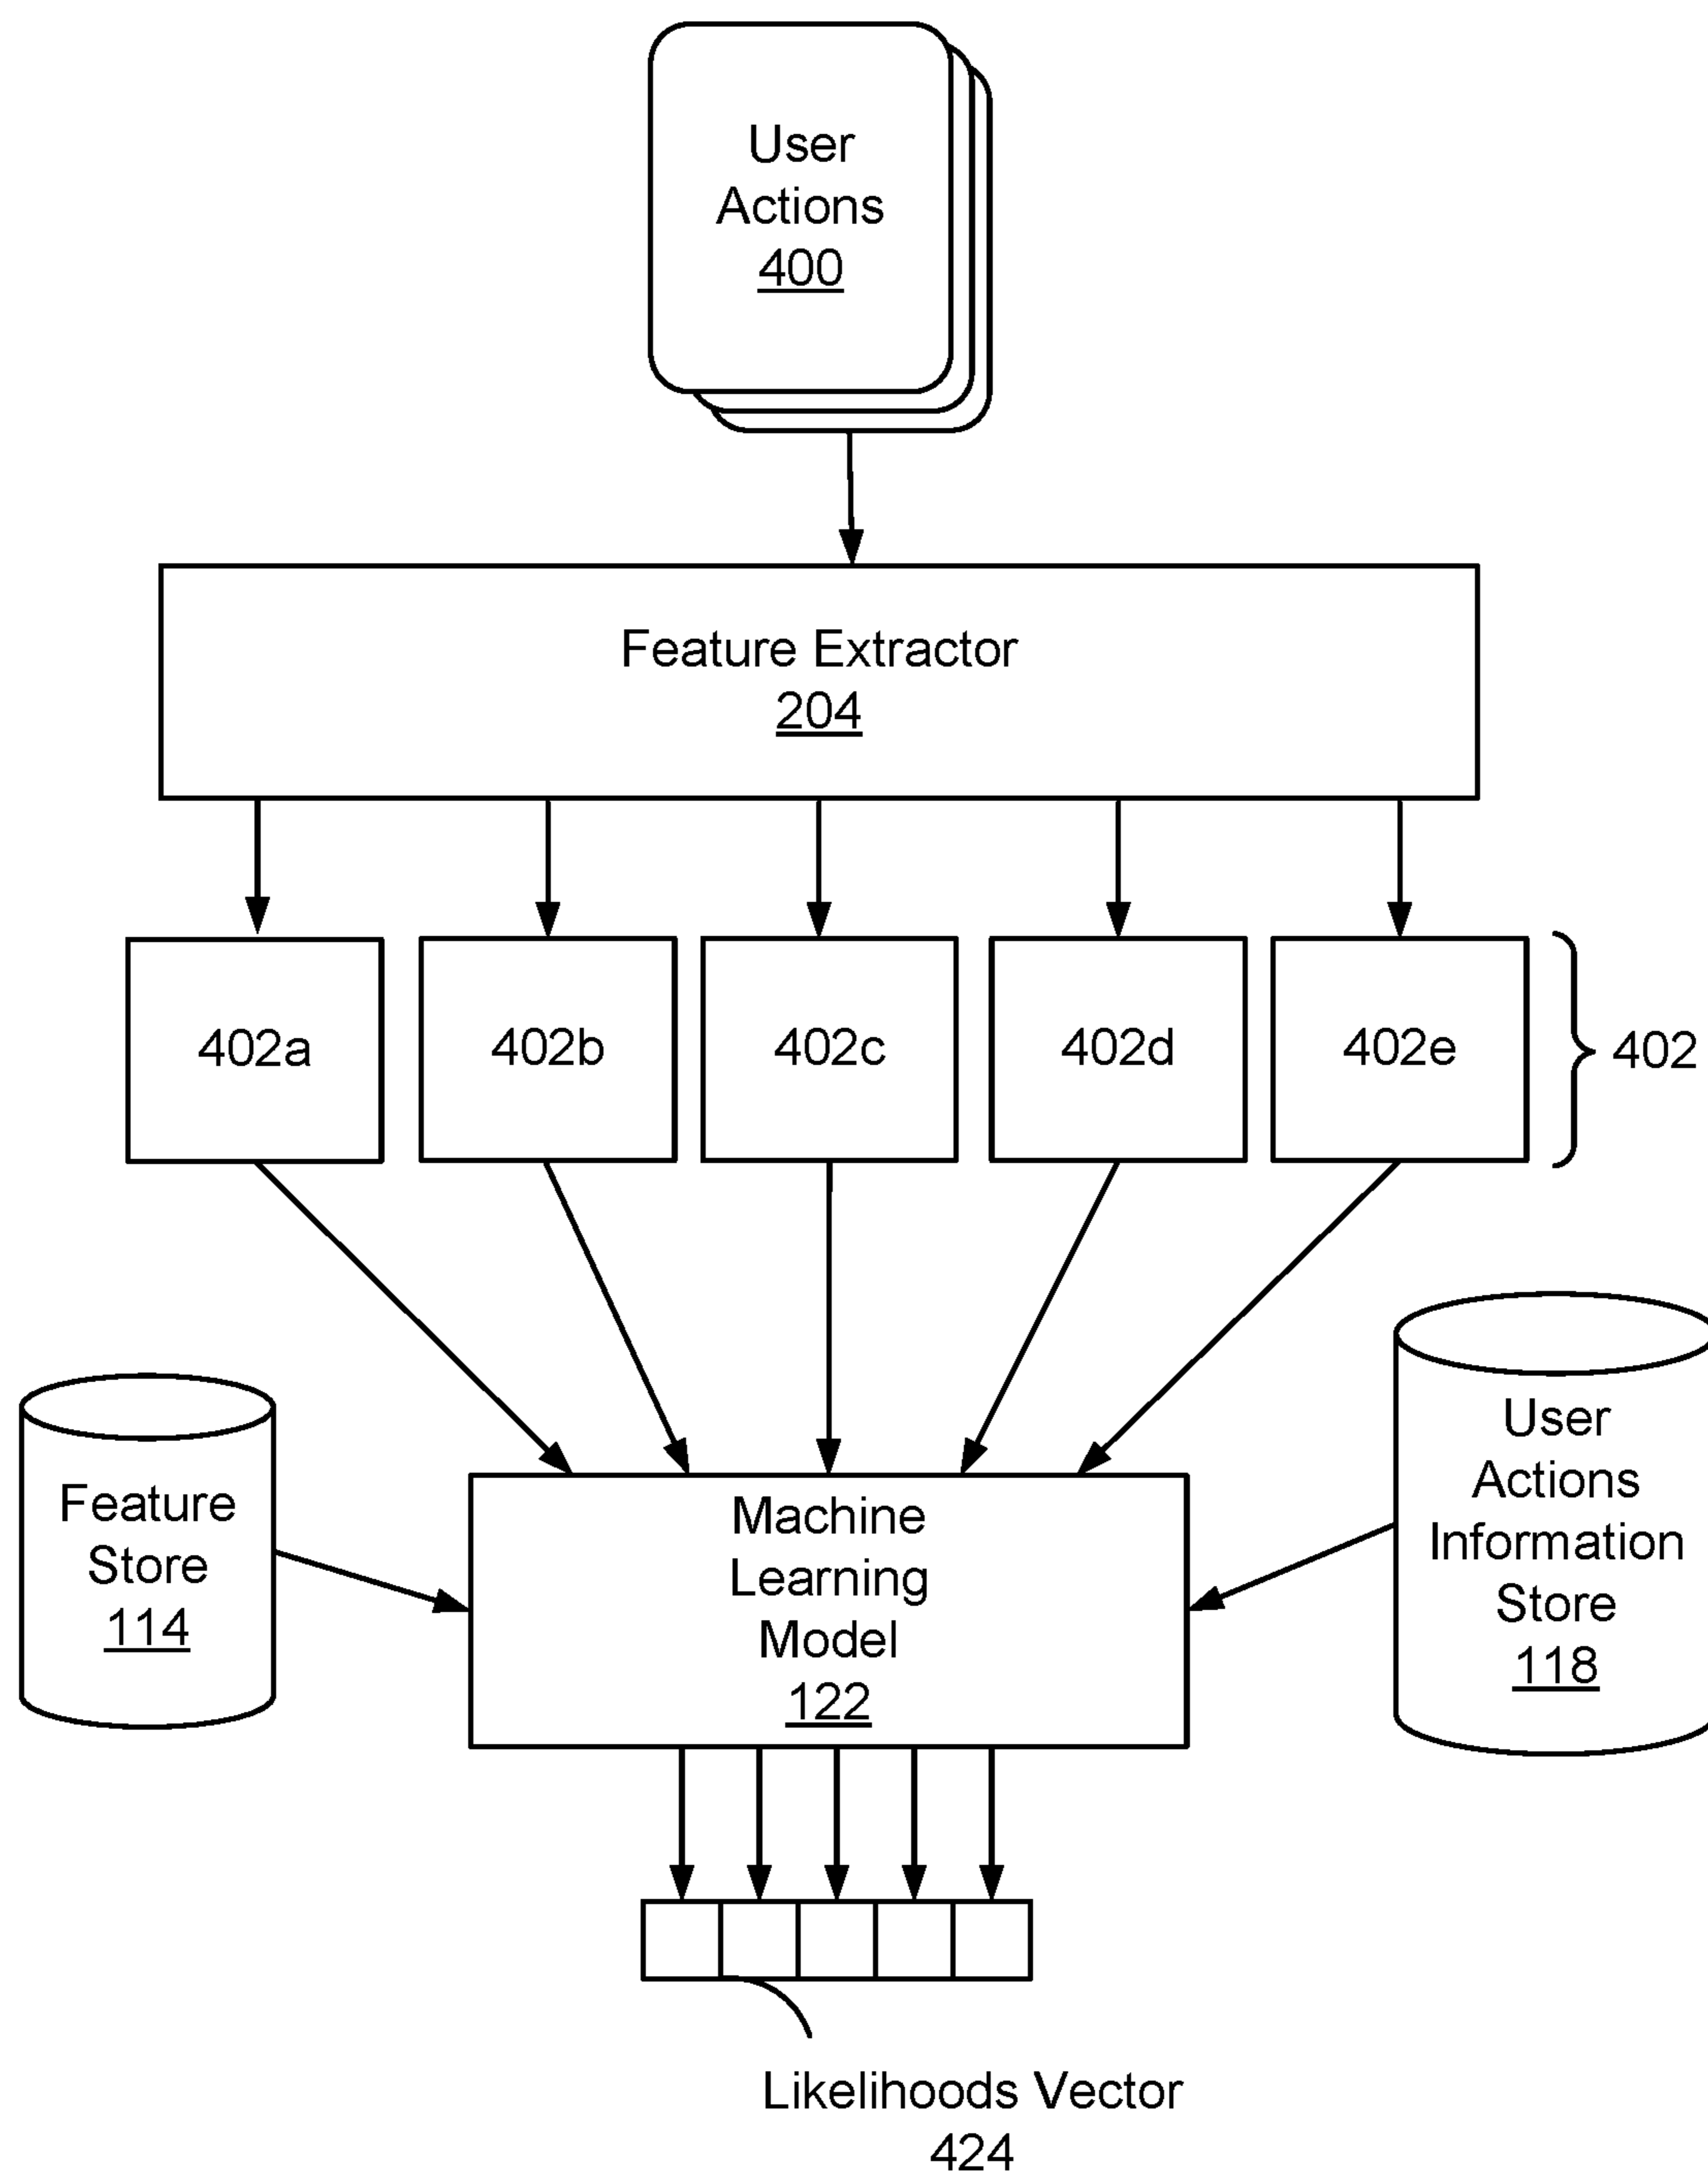 User
Actions
400
Feature Extractor
204
402a
402b
402c
402d
402e
402
Feature
Store
114
Machine
Learning
Model
122
User
Actions
Information
Store
118
Likelihoods Vector
424